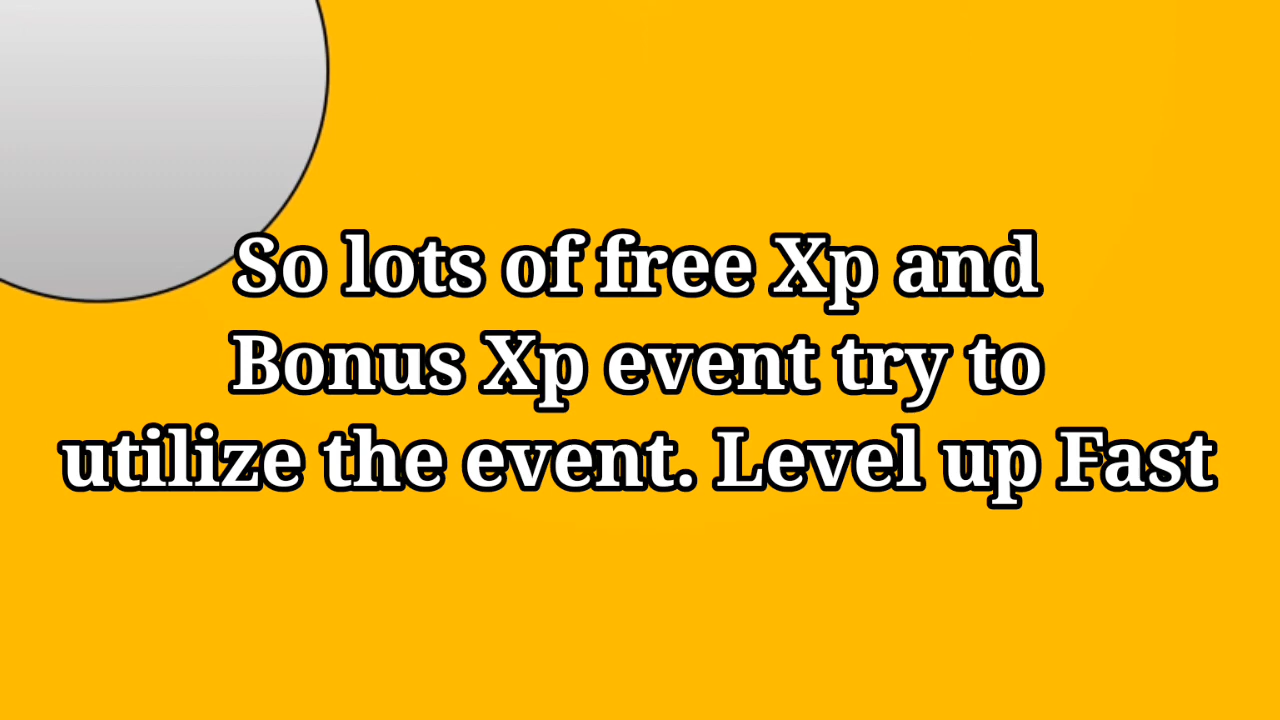 So lots of free Xp and
Bonus Xp event try to
utilize the event. Level up Fast